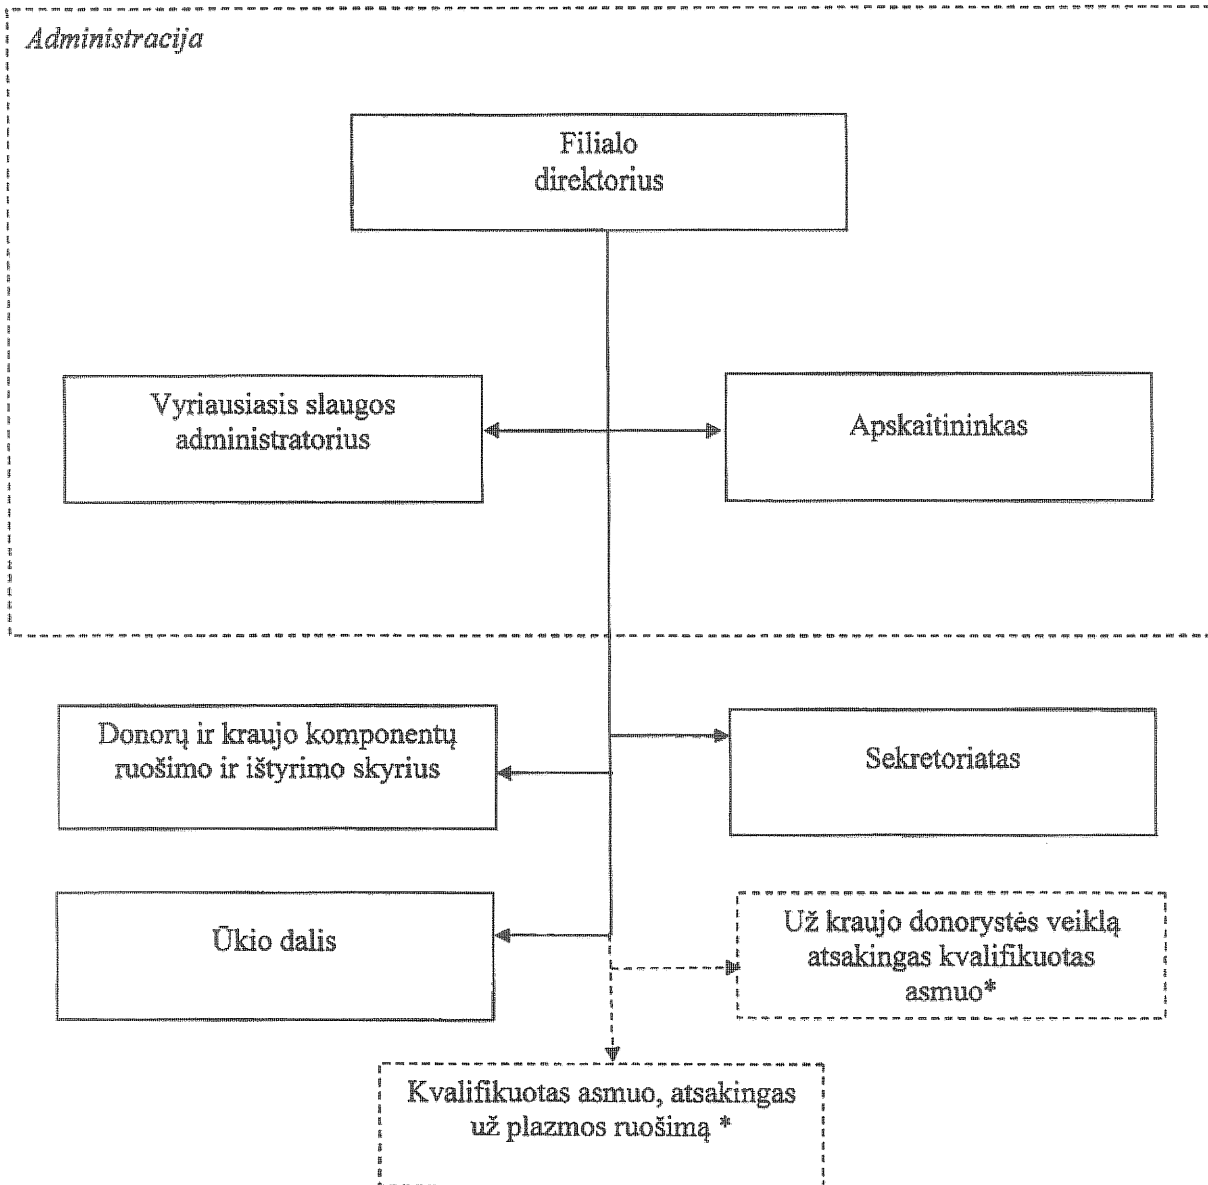 Administracija
Filialo
direktorius
Vyriausiasis slaugos
administratorius
Apskaitininkas
Donorų ir kraujo komponentų
ruošimo ir ištyrimo skyrius
Sekretoriatas
Ūkio dalis
Už kraujo donorystės veiklą
atsakingas kvalifikuotas
asmuo*
Kvalifikuotas asmuo, atsakingas
už plazmos ruošimą *